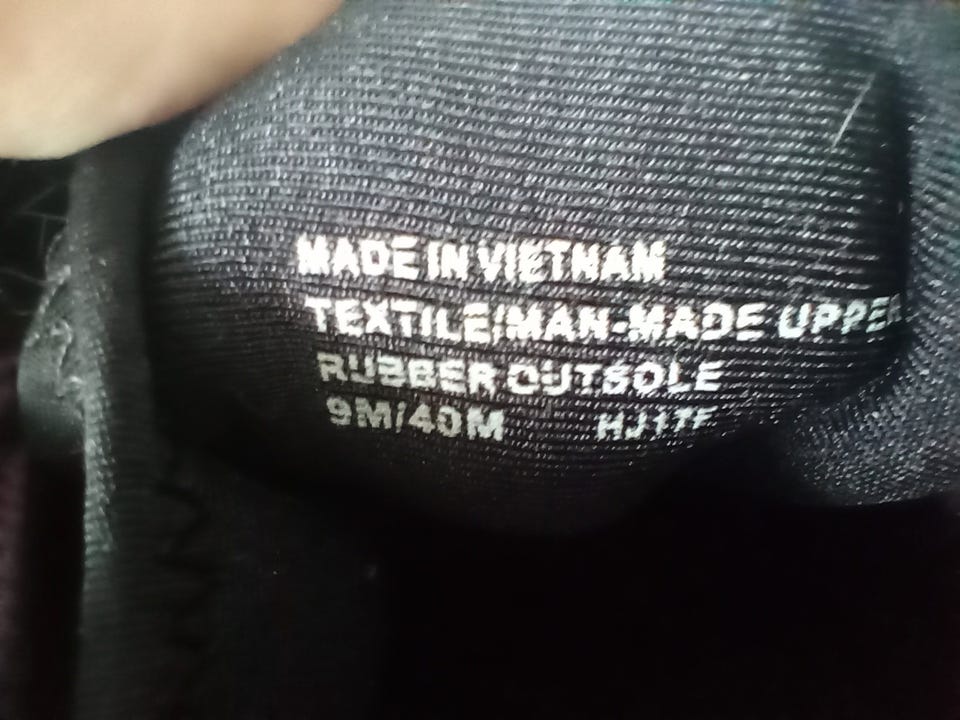 MADE IN VIETNAM
TEXTILE/MAN-MADE UPPER
RUBBER OUTSOLE
9M/40M